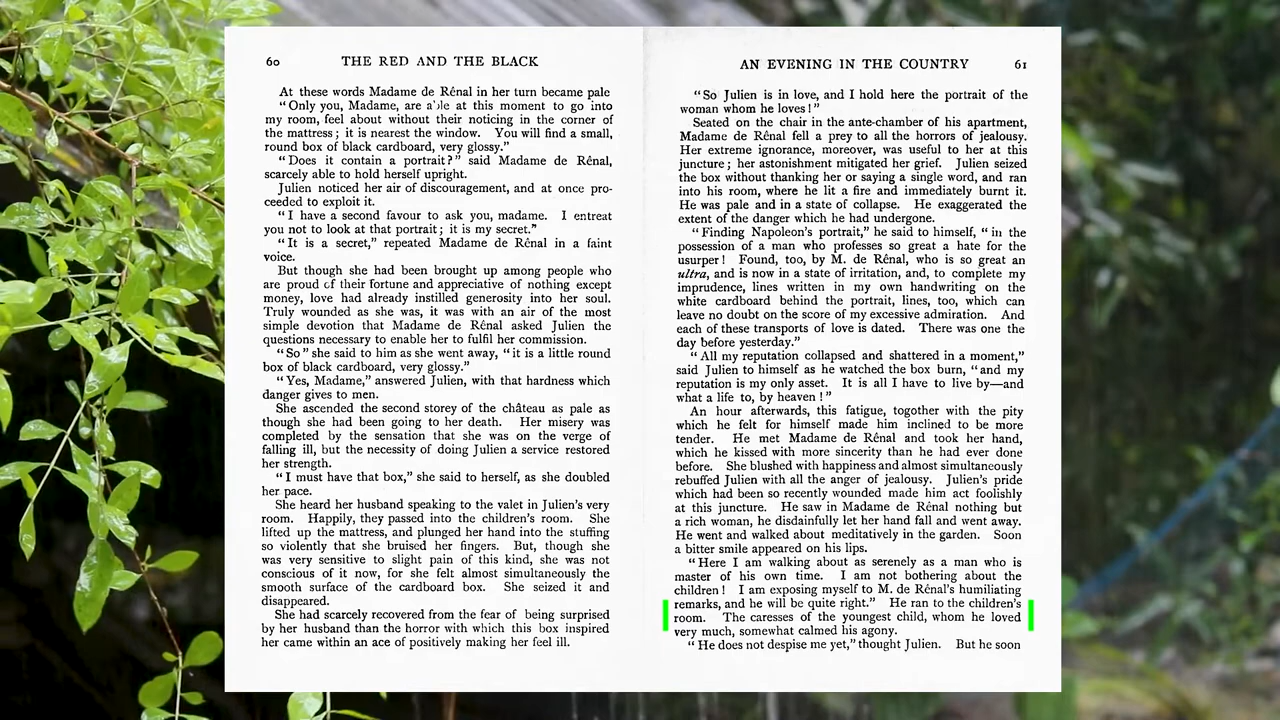 60
THE RED AND THE BLACK
At these words Madame de Rênal in her turn became pale
“Only you, Madame, are able at this moment to go into
my room, feel about without their noticing in the corner of
the mattress; it is nearest the window. You will find a small,
round box of black cardboard, very glossy.”
“Does it contain a portrait?” said Madame de Rênal,
scarcely able to hold herself upright.
Julien noticed her air of discouragement, and at once pro-
ceeded to exploit it.
“I have a second favour to ask you, madame. I entreat
you not to look at that portrait; it is my secret.”
“It is a secret,” repeated Madame de Rênal in a faint
voice.
But though she had been brought up among people who
are proud of their fortune and appreciative of nothing except
money, love had already instilled generosity into her soul.
Truly wounded as she was, it was with an air of the most
simple devotion that Madame de Rênal asked Julien the
questions necessary to enable her to fulfil her commission.
“So” she said to him as she went away, “it is a little round
box of black cardboard, very glossy.”
“Yes, Madame,” answered Julien, with that hardness which
danger gives to men.
She ascended the second storey of the château as pale as
though she had been going to her death. Her misery was
completed by the sensation that she was on the verge of
falling ill, but the necessity of doing Julien a service restored
her strength.
“I must have that box,” she said to herself, as she doubled
her pace.
She heard her husband speaking to the valet in Julien’s very
room. Happily, they passed into the children’s room. She
lifted up the mattress, and plunged her hand into the stuffing
so violently that she bruised her fingers. But, though she
was very sensitive to slight pain of this kind, she was not
conscious of it now, for she felt almost simultaneously the
smooth surface of the cardboard box. She seized it and
disappeared.
She had scarcely recovered from the fear of being surprised
by her husband than the horror with which this box inspired
her came within an ace of positively making her feel ill.
AN EVENING IN THE COUNTRY
61
“So Julien is in love, and I hold here the portrait of the
woman whom he loves!”
Seated on the chair in the ante-chamber of his apartment,
Madame de Rênal fell a prey to all the horrors of jealousy.
Her extreme ignorance, moreover, was useful to her at this
juncture; her astonishment mitigated her grief. Julien seized
the box without thanking her or saying a single word, and ran
into his room, where he lit a fire and immediately burnt it.
He was pale and in a state of collapse. He exaggerated the
extent of the danger which he had undergone.
“Finding Napoleon’s portrait,” he said to himself, “in the
possession of a man who professes so great a hate for the
usurper! Found, too, by M. de Rênal, who is so great an
ultra, and is now in a state of irritation, and, to complete my
imprudence, lines written in my own handwriting on the
white cardboard behind the portrait, lines, too, which can
leave no doubt on the score of my excessive admiration. And
each of these transports of love is dated. There was one the
day before yesterday.”
“All my reputation collapsed and shattered in a moment,”
said Julien to himself as he watched the box burn, “and my
reputation is my only asset. It is all I have to live by—and
what a life to, by heaven!”
An hour afterwards, this fatigue, together with the pity
which he felt for himself made him inclined to be more
tender. He met Madame de Rênal and took her hand,
which he kissed with more sincerity than he had ever done
before. She blushed with happiness and almost simultaneously
rebuffed Julien with all the anger of jealousy. Julien’s pride
which had been so recently wounded made him act foolishly
at this juncture. He saw in Madame de Rênal nothing but
a rich woman, he disdainfully let her hand fall and went away.
He went and walked about meditatively in the garden. Soon
a bitter smile appeared on his lips.
“Here I am walking about as serenely as a man who is
master of his own time. I am not bothering about the
children! I am exposing myself to M. de Rênal’s humiliating
remarks, and he will be quite right.” He ran to the children’s
room. The caresses of the youngest child, whom he loved
very much, somewhat calmed his agony.
“He does not despise me yet,” thought Julien. But he soon